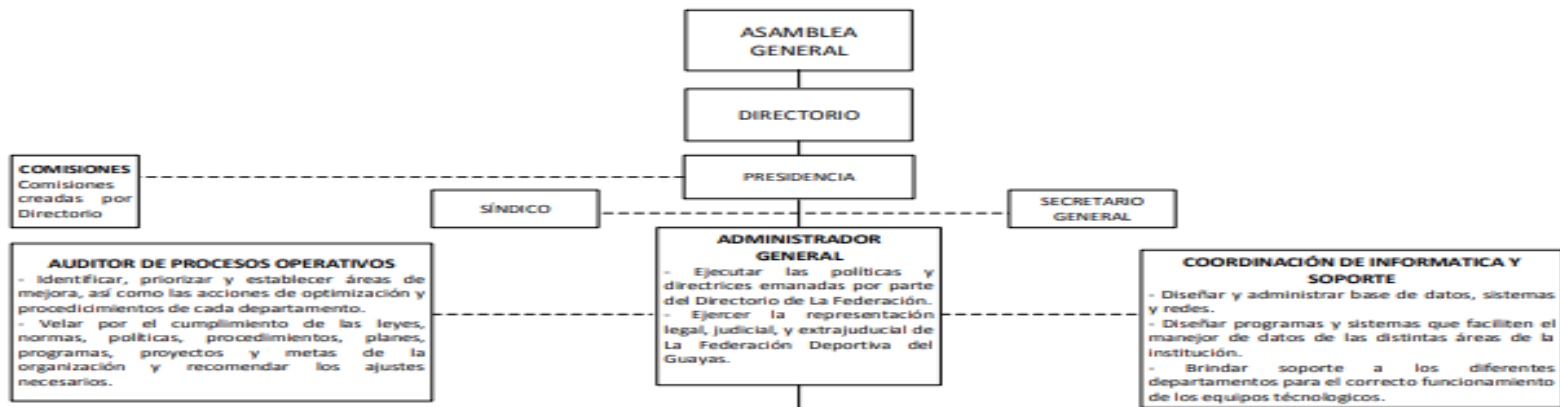 ASAMBLEA
GENERAL
DIRECTORIO
PRESIDENCIA
COMISIONES
Comisiones
creadas por
Directorio
SÍNDICO
SECRETARIO
GENERAL
AUDITOR DE PROCESOS OPERATIVOS
- Identificar, priorizar y establecer áreas de
mejora, así como las acciones de optimización y
procedicimientos de cada departamento.
- Velar por el cumplimiento de las leyes,
normas, políticas, procedimientos, planes,
programas, proyectos y metas de la
organización y recomendar los ajustes
necesarios.
ADMINISTRADOR
GENERAL
- Ejecutar las políticas y
directrices emanadas por parte
del Directorio de La Federación.
- Ejercer la representación
legal, judicial, y extrajuducial de
La Federación Deportiva del
Guayas.
COORDINACIÓN DE INFORMATICA Y
SOPORTE
- Diseñar y administrar base de datos, sistemas
y redes.
- Diseñar programas y sistemas que faciliten el
manejor de datos de las distintas áreas de la
institución.
- Brindar soporte a los diferentes
departamentos para el correcto funcionamiento
de los equipos técnologicos.